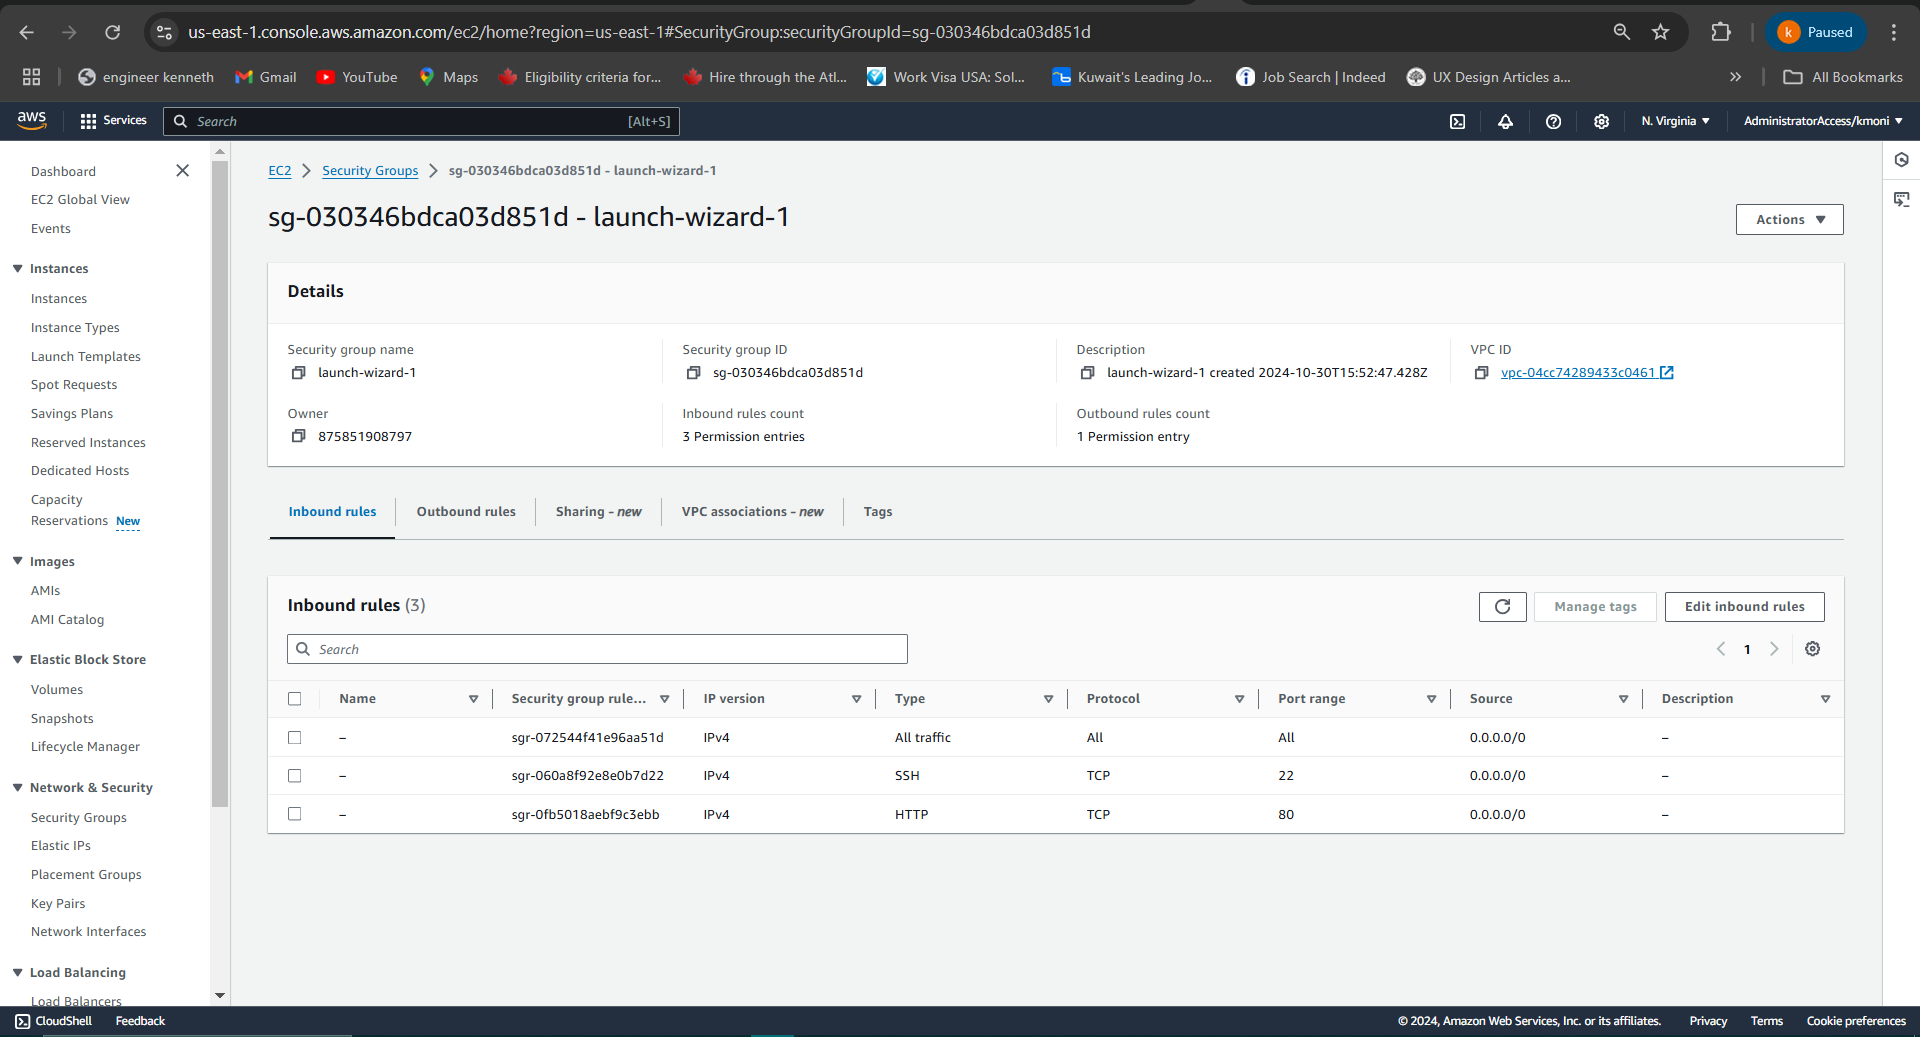 us-east-1.console.aws.amazon.com/ec2/home?region=us-east-1#SecurityGroup:securityGroupId=sg-030346bdca03d851d
k Paused
engineer kenneth Gmail YouTube Maps Eligibility criteria for... Hire through the Atl... Work Visa USA: Sol... Kuwait's Leading Jo... Job Search | Indeed UX Design Articles a... » All Bookmarks
aws Services Search [Alt+S] N. Virginia ▼ AdministratorAccess/kmoni ▼
Dashboard
EC2 Global View
Events
Instances
Instances
Instance Types
Launch Templates
Spot Requests
Savings Plans
Reserved Instances
Dedicated Hosts
Capacity
Reservations New
Images
AMIs
AMI Catalog
Elastic Block Store
Volumes
Snapshots
Lifecycle Manager
Network & Security
Security Groups
Elastic IPs
Placement Groups
Key Pairs
Network Interfaces
Load Balancing
Load Balancers
EC2 > Security Groups > sg-030346bdca03d851d - launch-wizard-1
sg-030346bdca03d851d - launch-wizard-1
Actions ▼
Details
Security group name
launch-wizard-1
Security group ID
sg-030346bdca03d851d
Description
launch-wizard-1 created 2024-10-30T15:52:47.428Z
VPC ID
vpc-04cc74289433c0461
Owner
875851908797
Inbound rules count
3 Permission entries
Outbound rules count
1 Permission entry
Inbound rules Outbound rules Sharing - new VPC associations - new Tags
Inbound rules (3)
Manage tags Edit inbound rules
Search
< 1 >
Name Security group rule... IP version Type Protocol Port range Source Description
– sgr-072544f41e96aa51d IPv4 All traffic All All 0.0.0.0/0 –
– sgr-060a8f92e8e0b7d22 IPv4 SSH TCP 22 0.0.0.0/0 –
– sgr-0fb5018aebf9c3ebb IPv4 HTTP TCP 80 0.0.0.0/0 –
CloudShell Feedback © 2024, Amazon Web Services, Inc. or its affiliates. Privacy Terms Cookie preferences